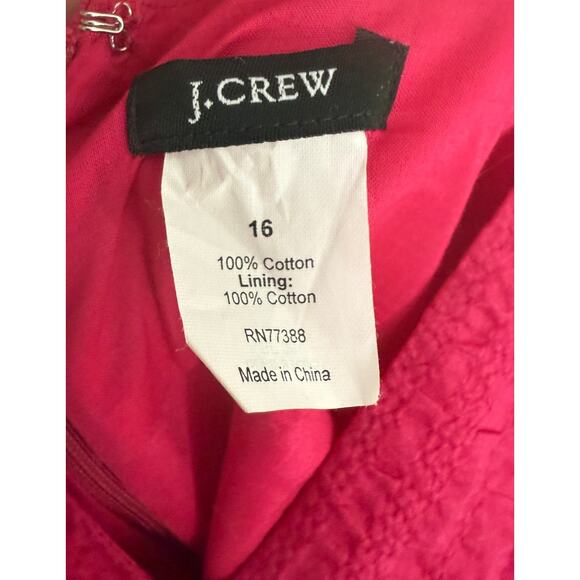 J.CREW
16
100% Cotton
Lining:
100% Cotton
RN77388
Made in China